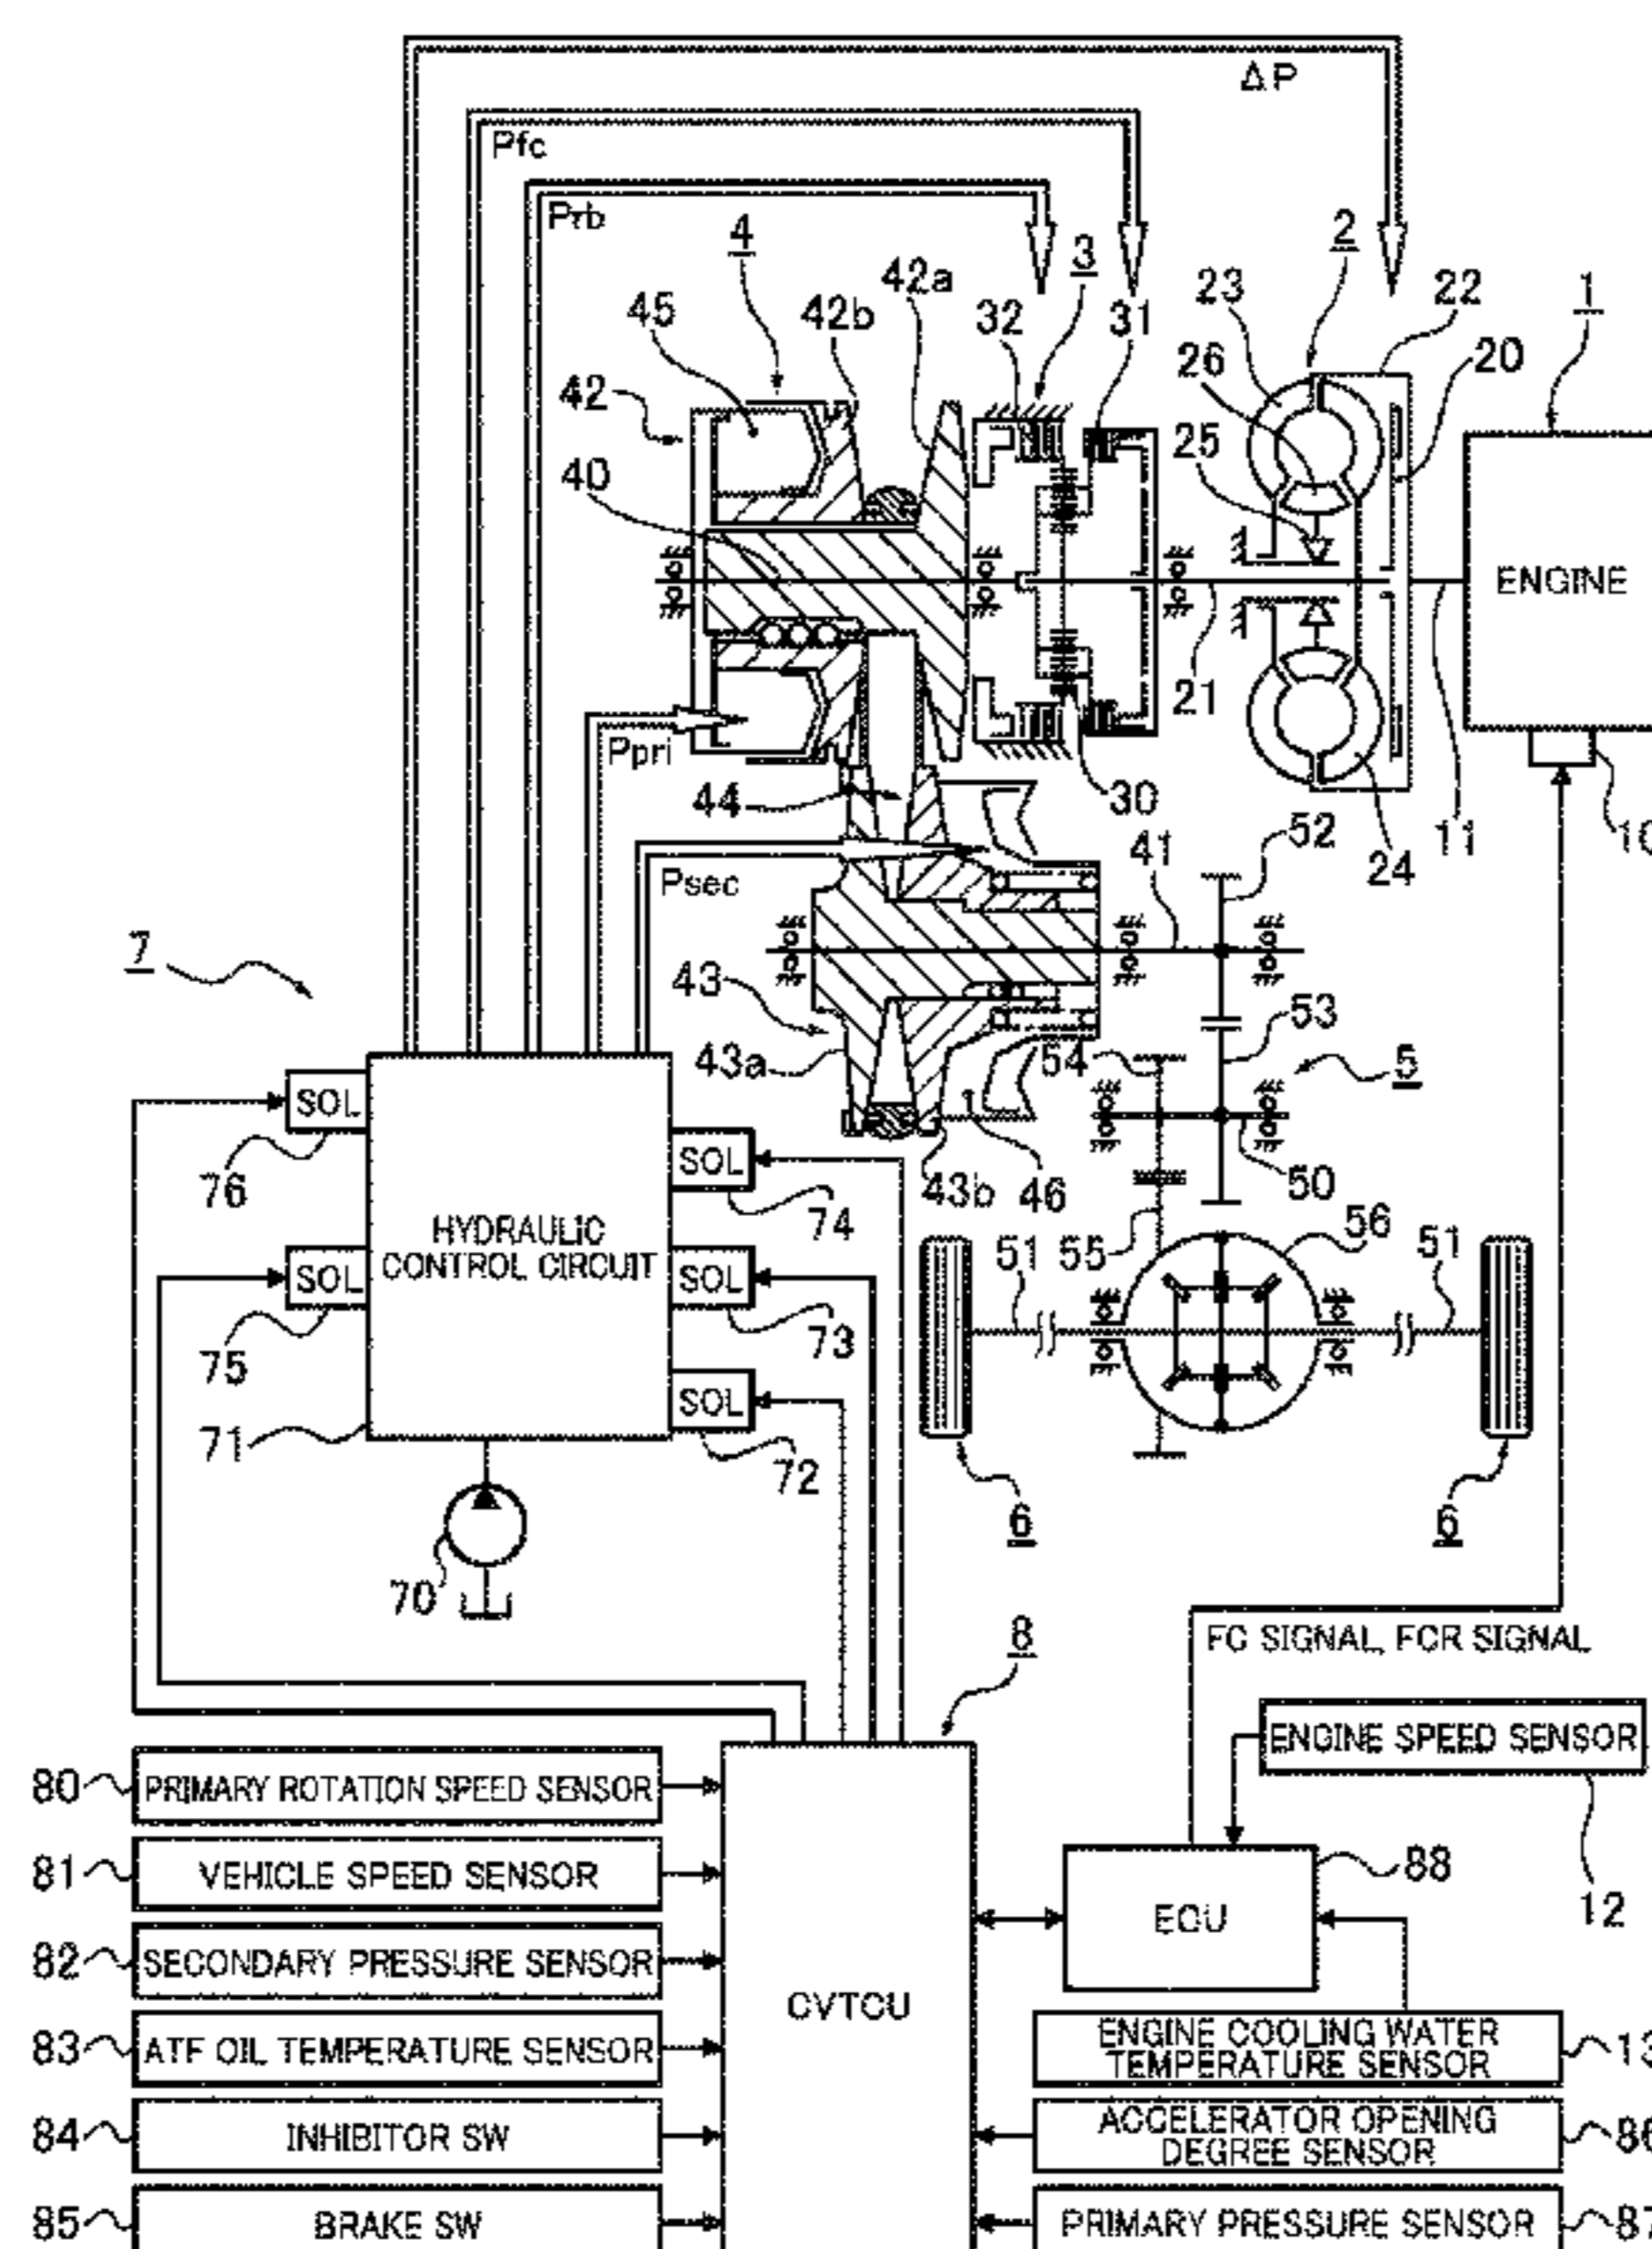 ΔP
Pfc
Prb
4
2
3
42a
23
22
1
45
42b
32
31
26
20
42
25
40
ENGINE
21
Ppri
44
30
52
11
10
41
24
Psec
7
43
53
54
5
43a
SOL
76
SOL
43b
46
50
74
HYDRAULIC
CONTROL CIRCUIT
51
55
56
51
SOL
SOL
75
73
SOL
71
72
6
6
70
8
FC SIGNAL, FCR SIGNAL
ENGINE SPEED SENSOR
80
PRIMARY ROTATION SPEED SENSOR
81
VEHICLE SPEED SENSOR
88
12
ECU
82
SECONDARY PRESSURE SENSOR
CVTCU
83
ATF OIL TEMPERATURE SENSOR
ENGINE COOLING WATER
TEMPERATURE SENSOR
13
84
INHIBITOR SW
ACCELERATOR OPENING
DEGREE SENSOR
86
85
BRAKE SW
PRIMARY PRESSURE SENSOR
87